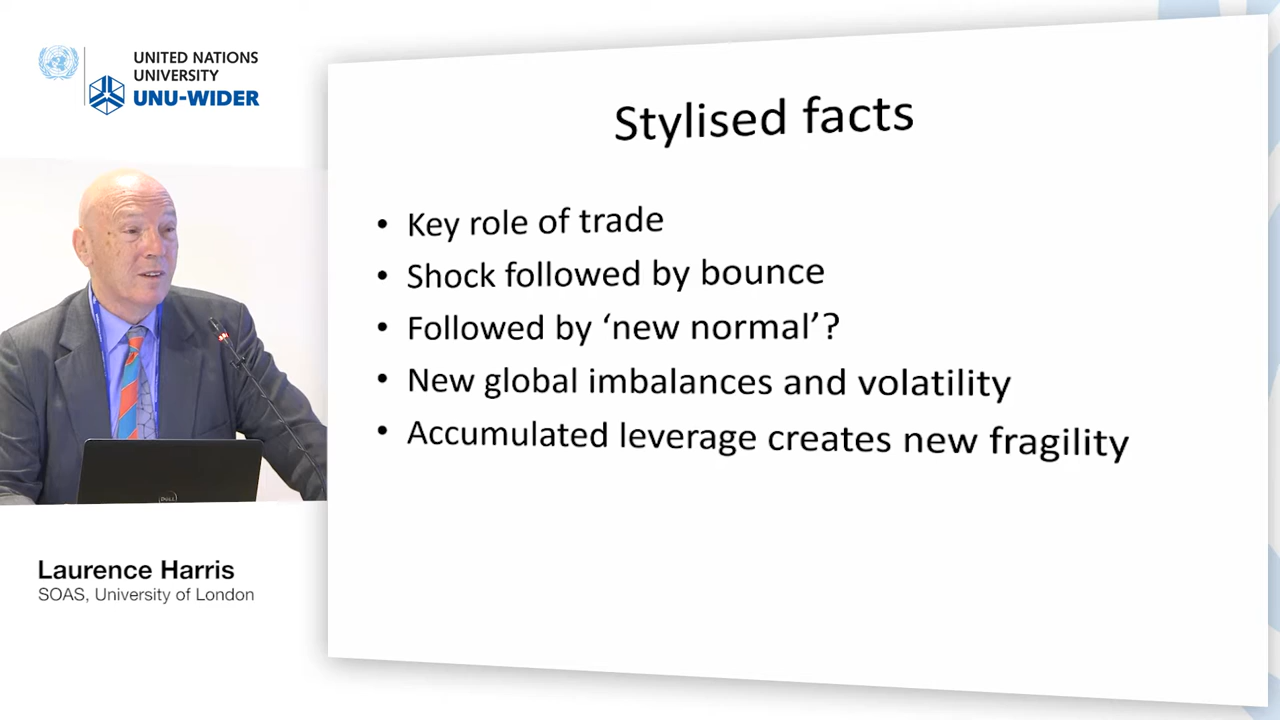 UNITED NATIONS
UNIVERSITY
UNU-WIDER
Stylised facts
• Key role of trade
• Shock followed by bounce
• Followed by ‘new normal’?
• New global imbalances and volatility
• Accumulated leverage creates new fragility
DELL
Laurence Harris
SOAS, University of London